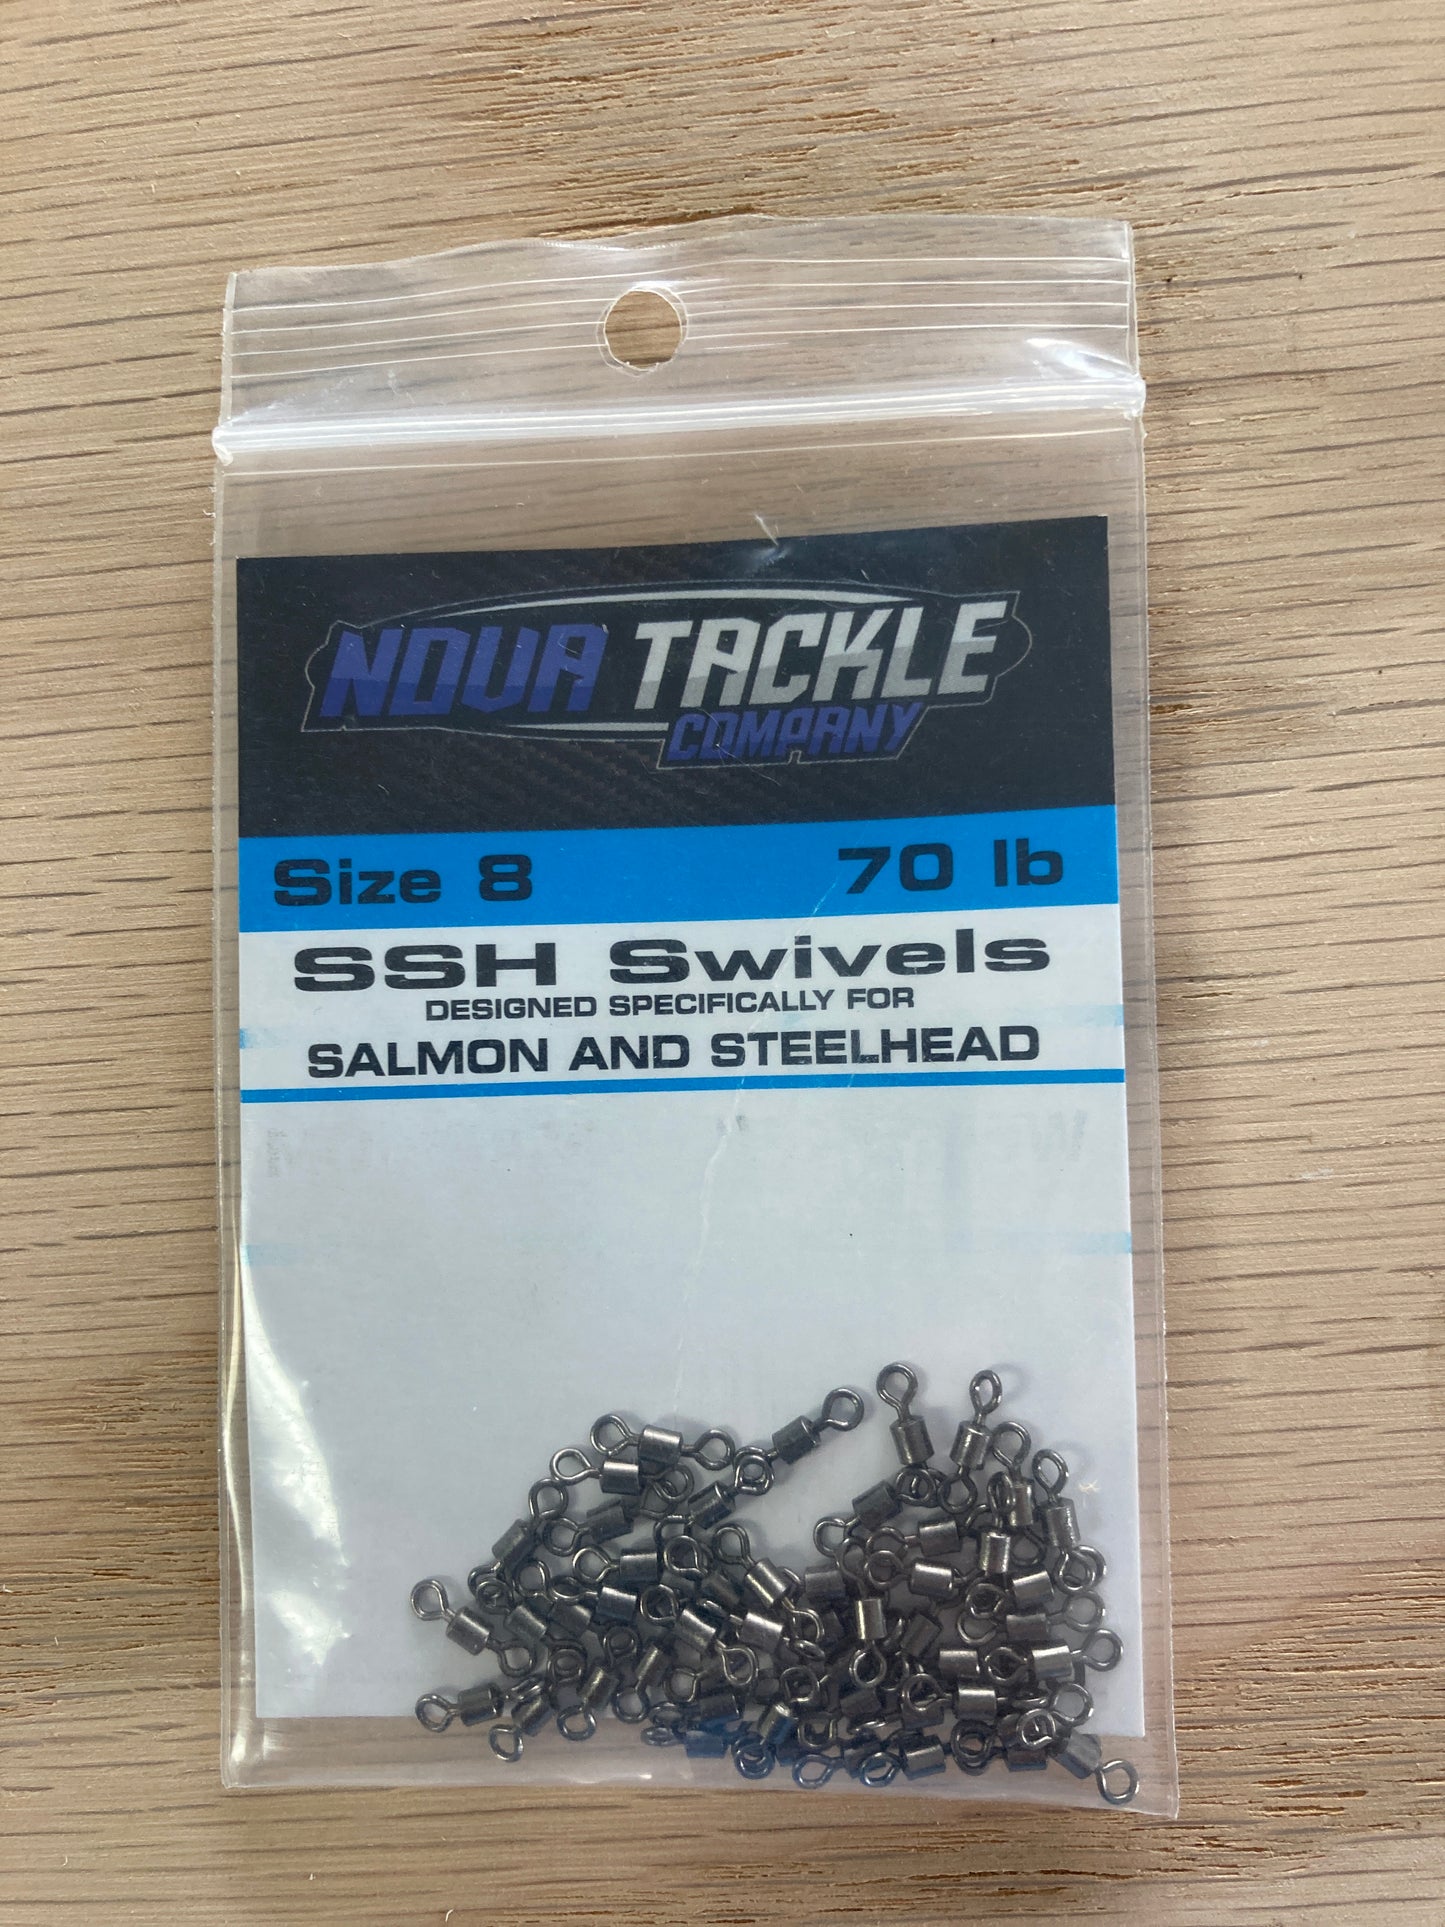 NOVA TACKLE
COMPANY
Size 8 70 lb
SSH Swivels
DESIGNED SPECIFICALLY FOR
SALMON AND STEELHEAD